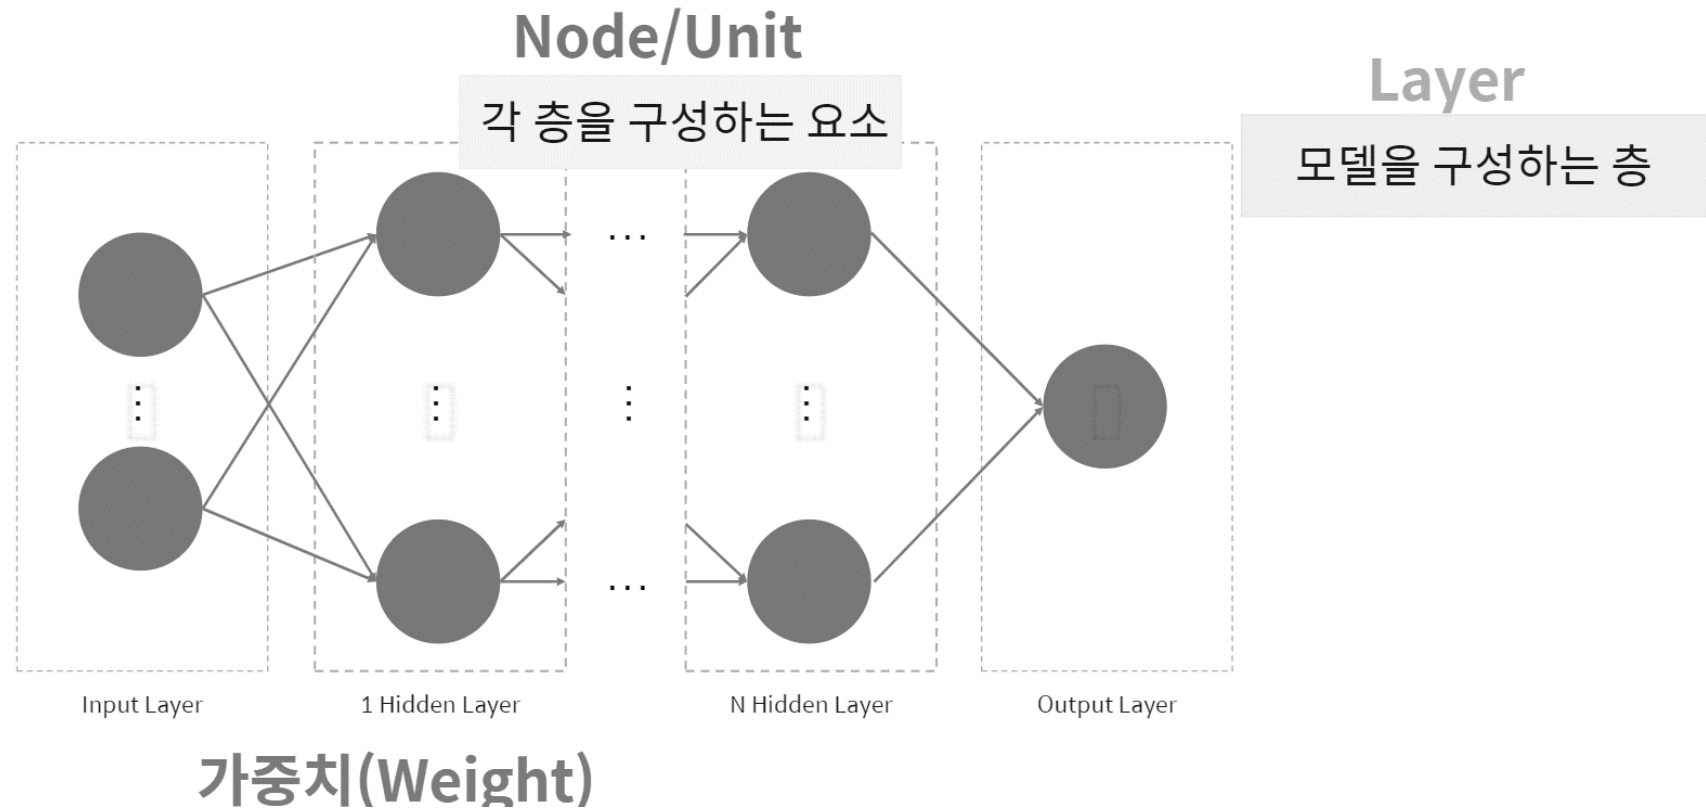 Node/Unit
각 층을 구성하는 요소
Layer
모델을 구성하는 층
...
...
Input Layer
1 Hidden Layer
N Hidden Layer
Output Layer
가중치(Weight)